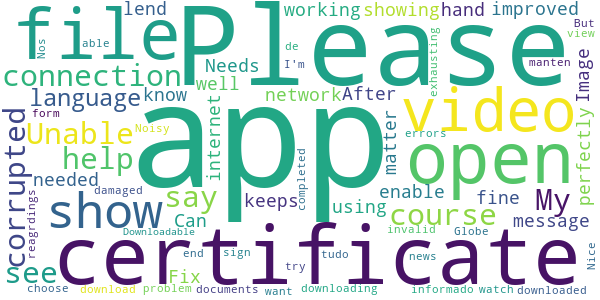 file Please lend working showing hand improved
Nos able Needs de I'm But view
connection well exhausting manten Image
language know network After
form Unable internet app video
corrupted Noisy matter open errors perfectly
help needed damaged say completed enable fine My
reagrdings show keeps using course message
see Can Downloadable certificate invalid Globe
Fix end sign try tudo news Nice
choose download problem documents want downloading informado watch downloaded